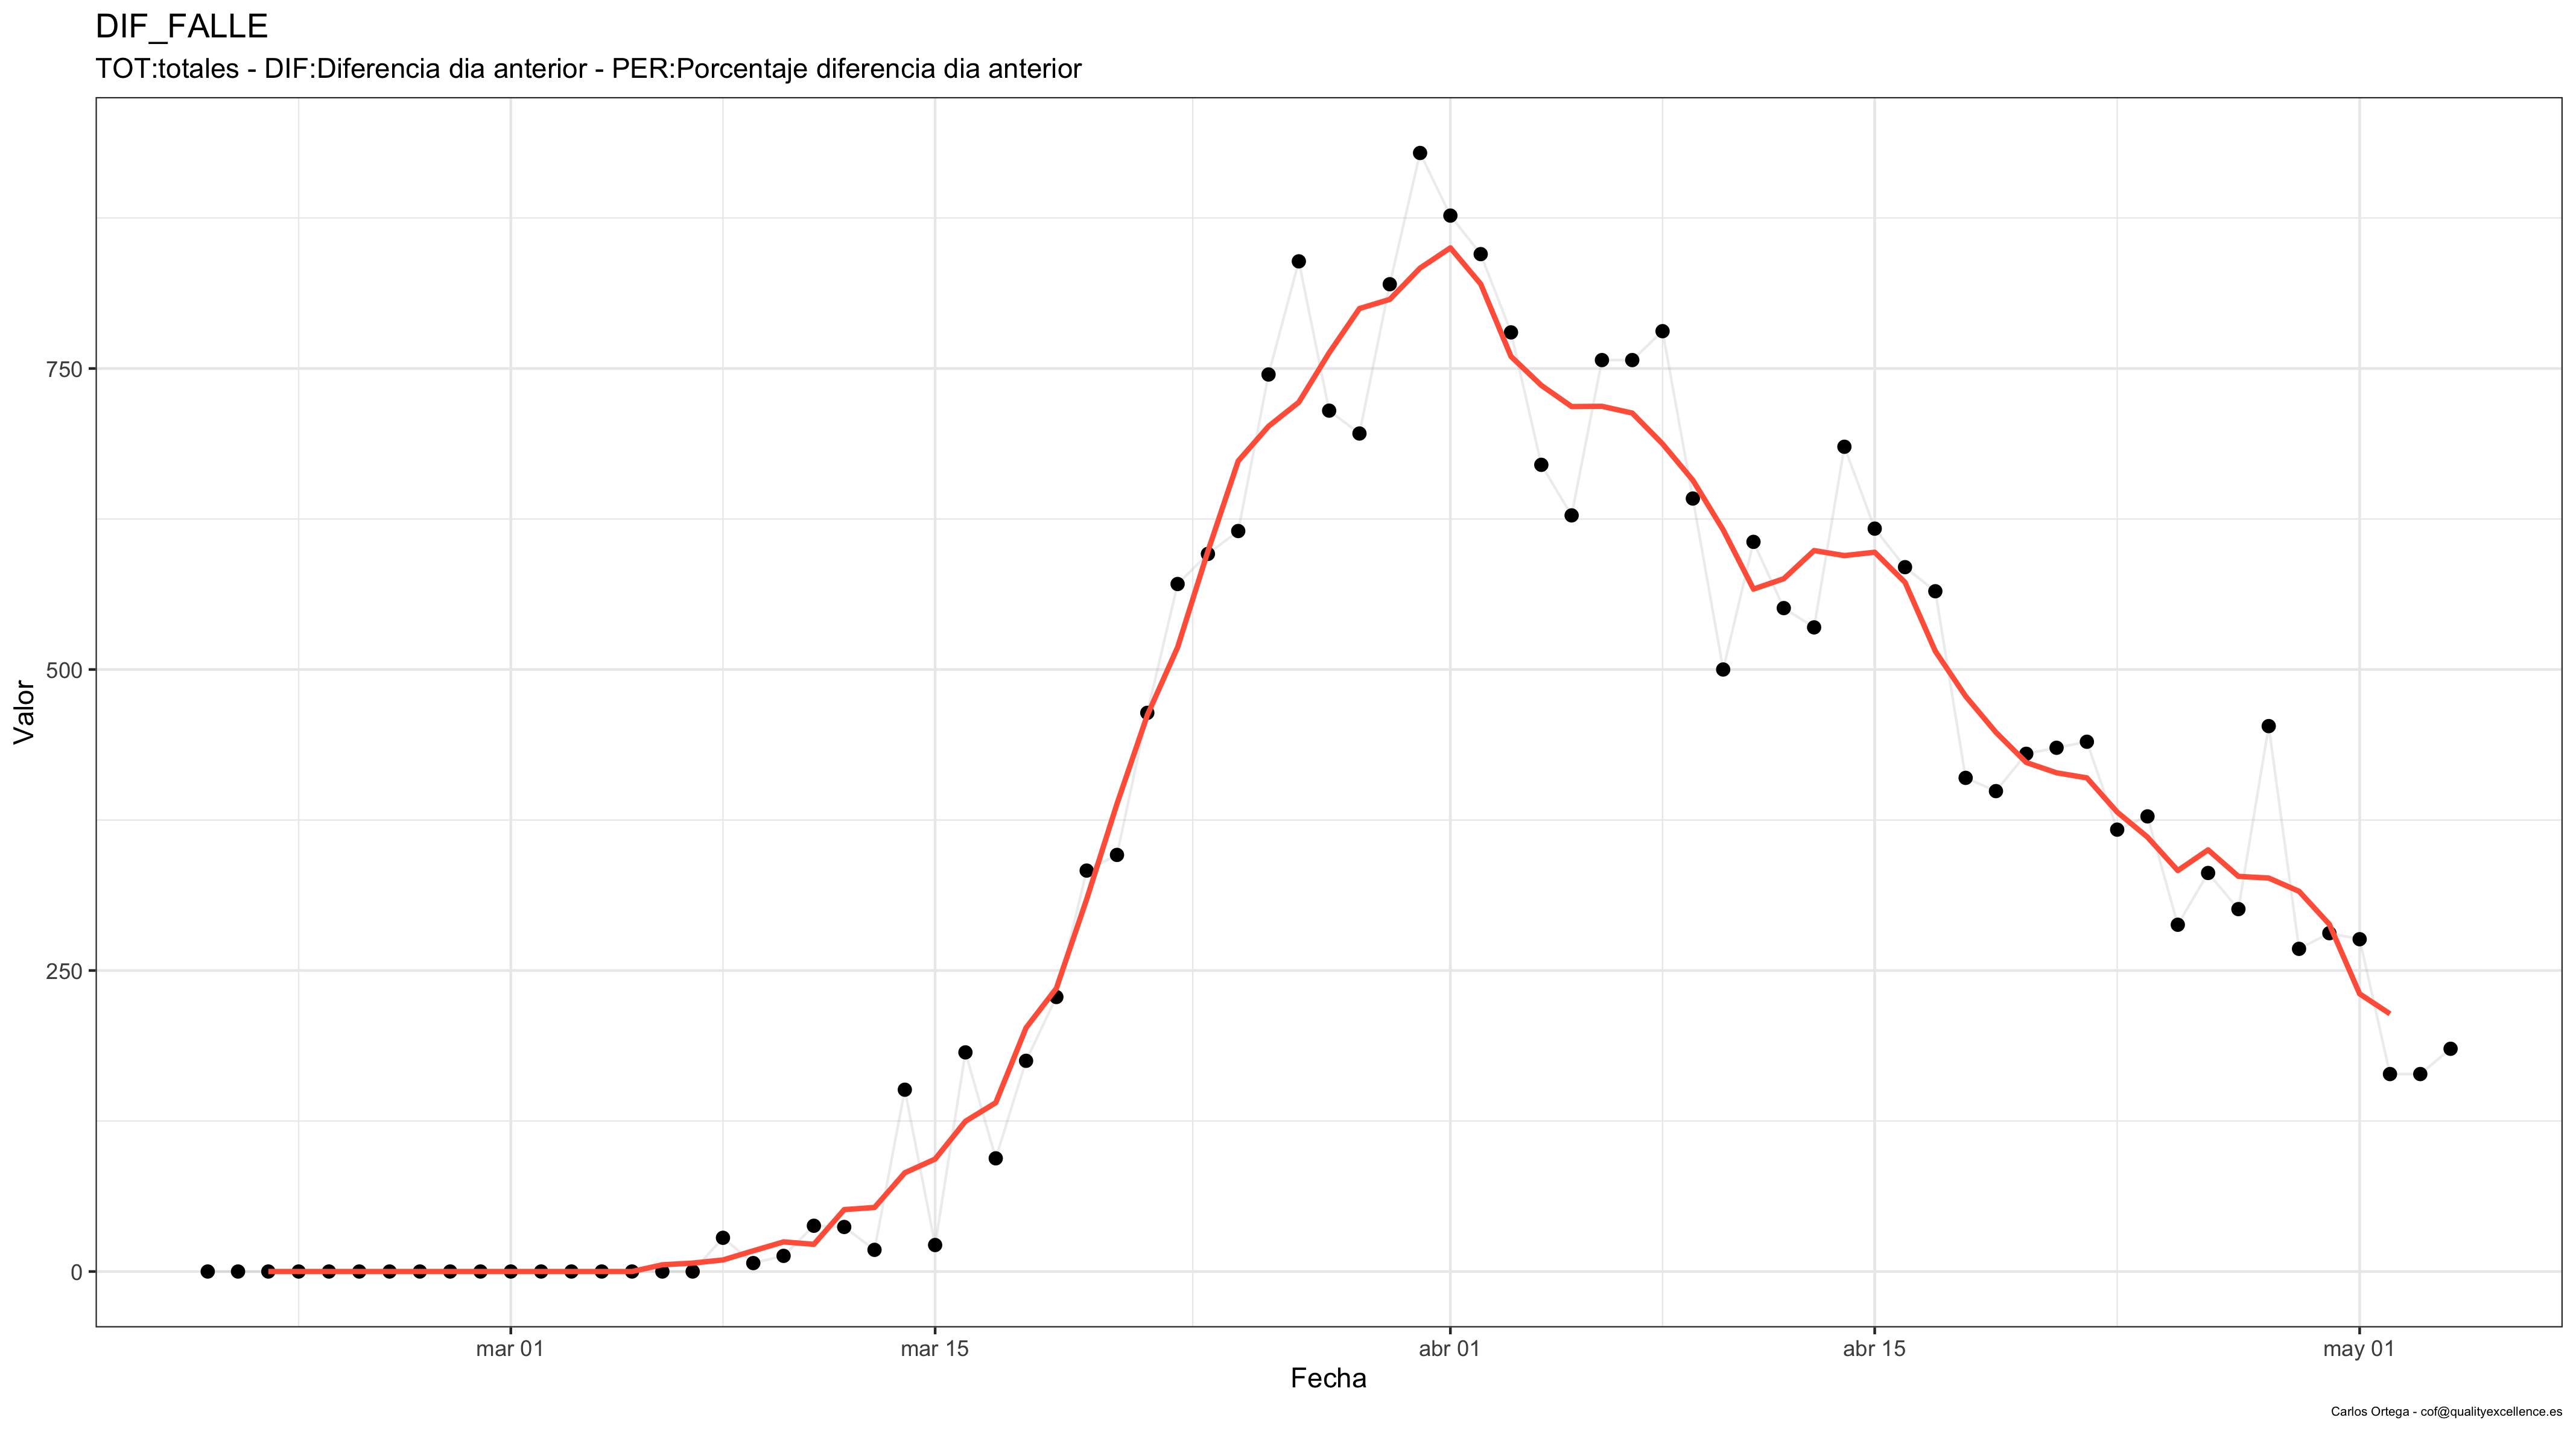 DIF_FALLE
TOT:totales - DIF:Diferencia dia anterior - PER:Porcentaje diferencia dia anterior
Valor
750
500
250
0
mar 01
mar 15
abr 01
abr 15
may 01
Fecha
Carlos Ortega - cof@qualityexcellence.es